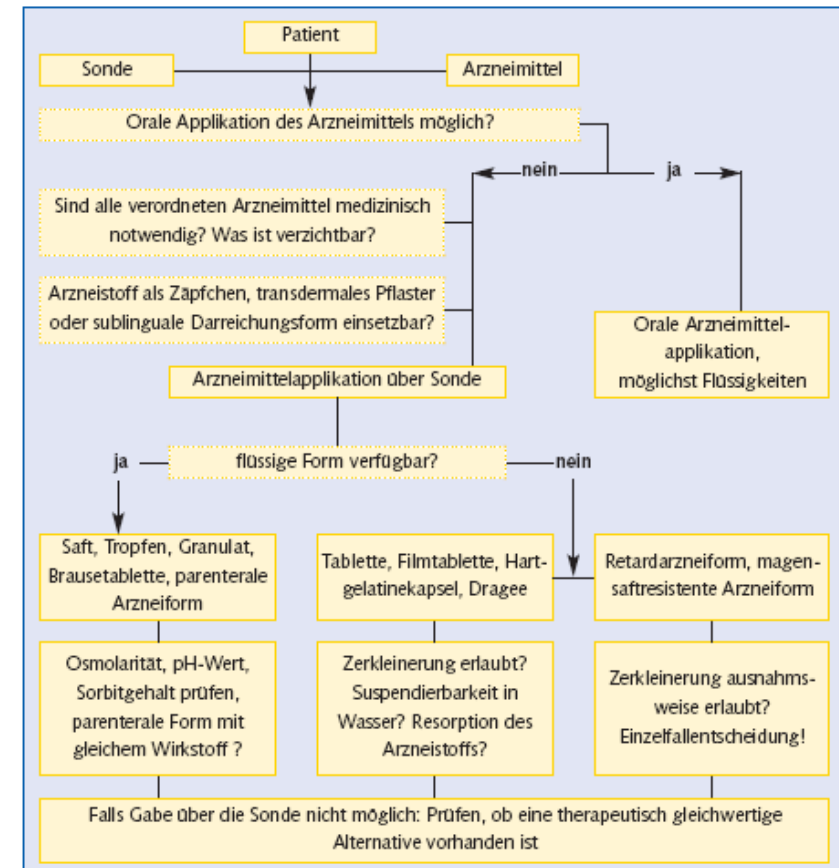 Patient
Sonde
Arzneimittel
Orale Applikation des Arzneimittels möglich?
nein
ja
Sind alle verordneten Arzneimittel medizinisch
notwendig? Was ist verzichtbar?
Arzneistoff als Zäpfchen, transdermales Pflaster
oder sublinguale Darreichungsform einsetzbar?
Orale Arzneimittel-
applikation,
möglichst Flüssigkeiten
Arzneimittelapplikation über Sonde
ja
flüssige Form verfügbar?
nein
Saft, Tropfen, Granulat,
Brausetablette, parenterale
Arzneiform
Tablette, Filmtablette, Hart-
gelatinekapsel, Dragee
Retardarzneiform, magen-
saftresistente Arzneiform
Osmolarität, pH-Wert,
Sorbitgehalt prüfen,
parenterale Form mit
gleichem Wirkstoff ?
Zerkleinerung erlaubt?
Suspendierbarkeit in
Wasser? Resorption des
Arzneistoffs?
Zerkleinerung ausnahms-
weise erlaubt?
Einzelfallentscheidung!
Falls Gabe über die Sonde nicht möglich: Prüfen, ob eine therapeutisch gleichwertige
Alternative vorhanden ist